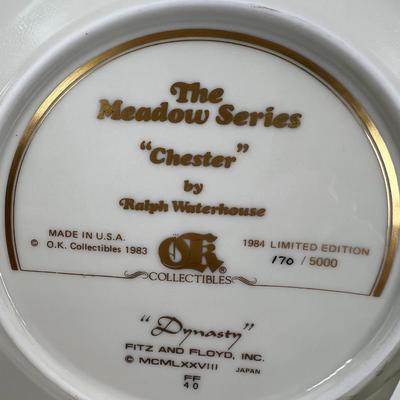 The
Meadow Series
"Chester"
by
Ralph Waterhouse
MADE IN U.S.A.
© O.K. Collectibles 1983
OK®
COLLECTIBLES
1984 LIMITED EDITION
170 / 5000
"Dynasty"
FITZ AND FLOYD, INC.
© MCMLXXVIII JAPAN
FF
40